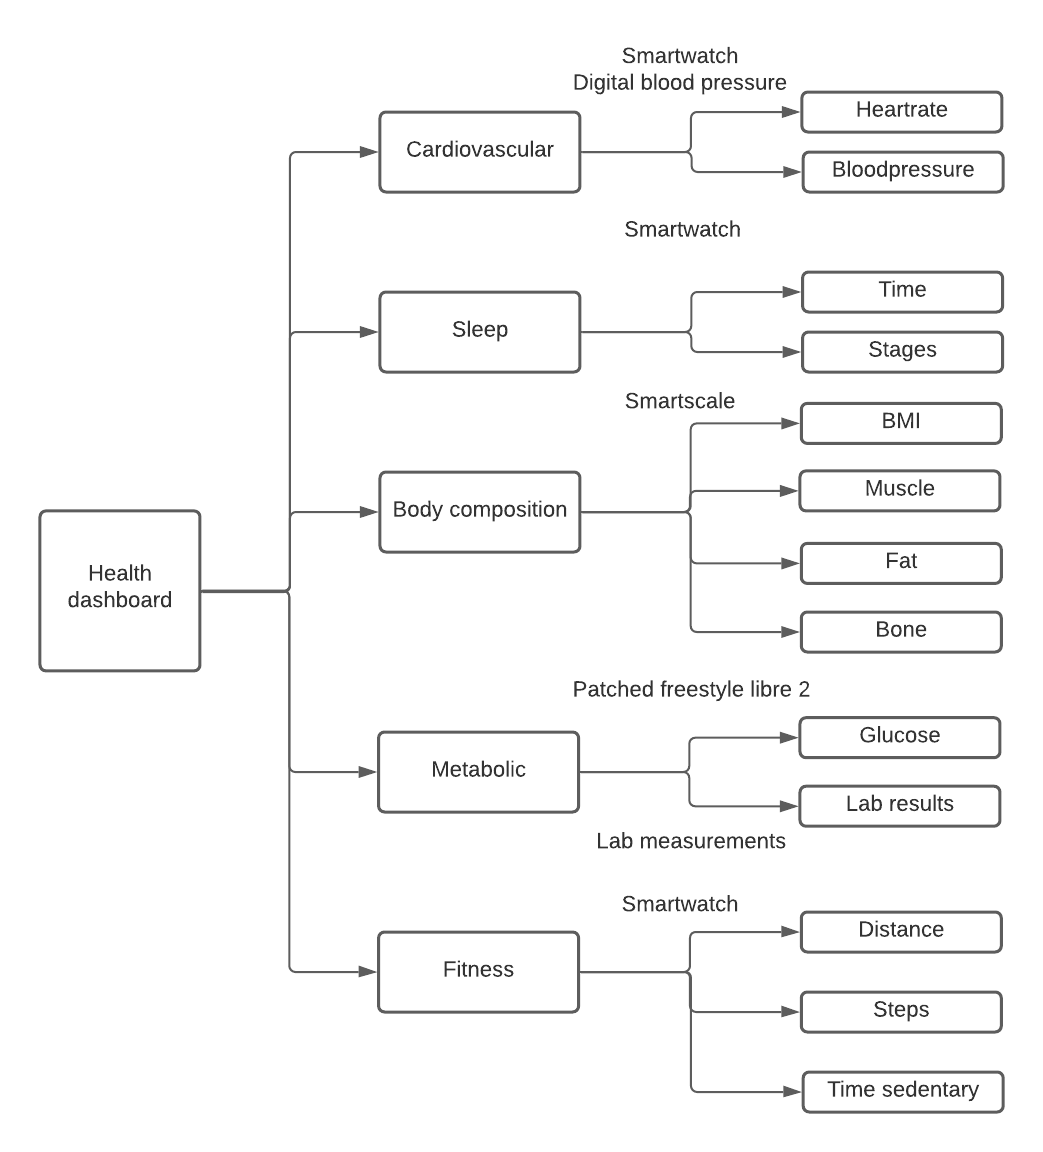 Smartwatch
Digital blood pressure
Heartrate
Cardiovascular
Bloodpressure
Smartwatch
Time
Sleep
Stages
Smartscale
BMI
Muscle
Body composition
Fat
Health
dashboard
Bone
Patched freestyle libre 2
Glucose
Metabolic
Lab results
Lab measurements
Smartwatch
Distance
Fitness
Steps
Time sedentary